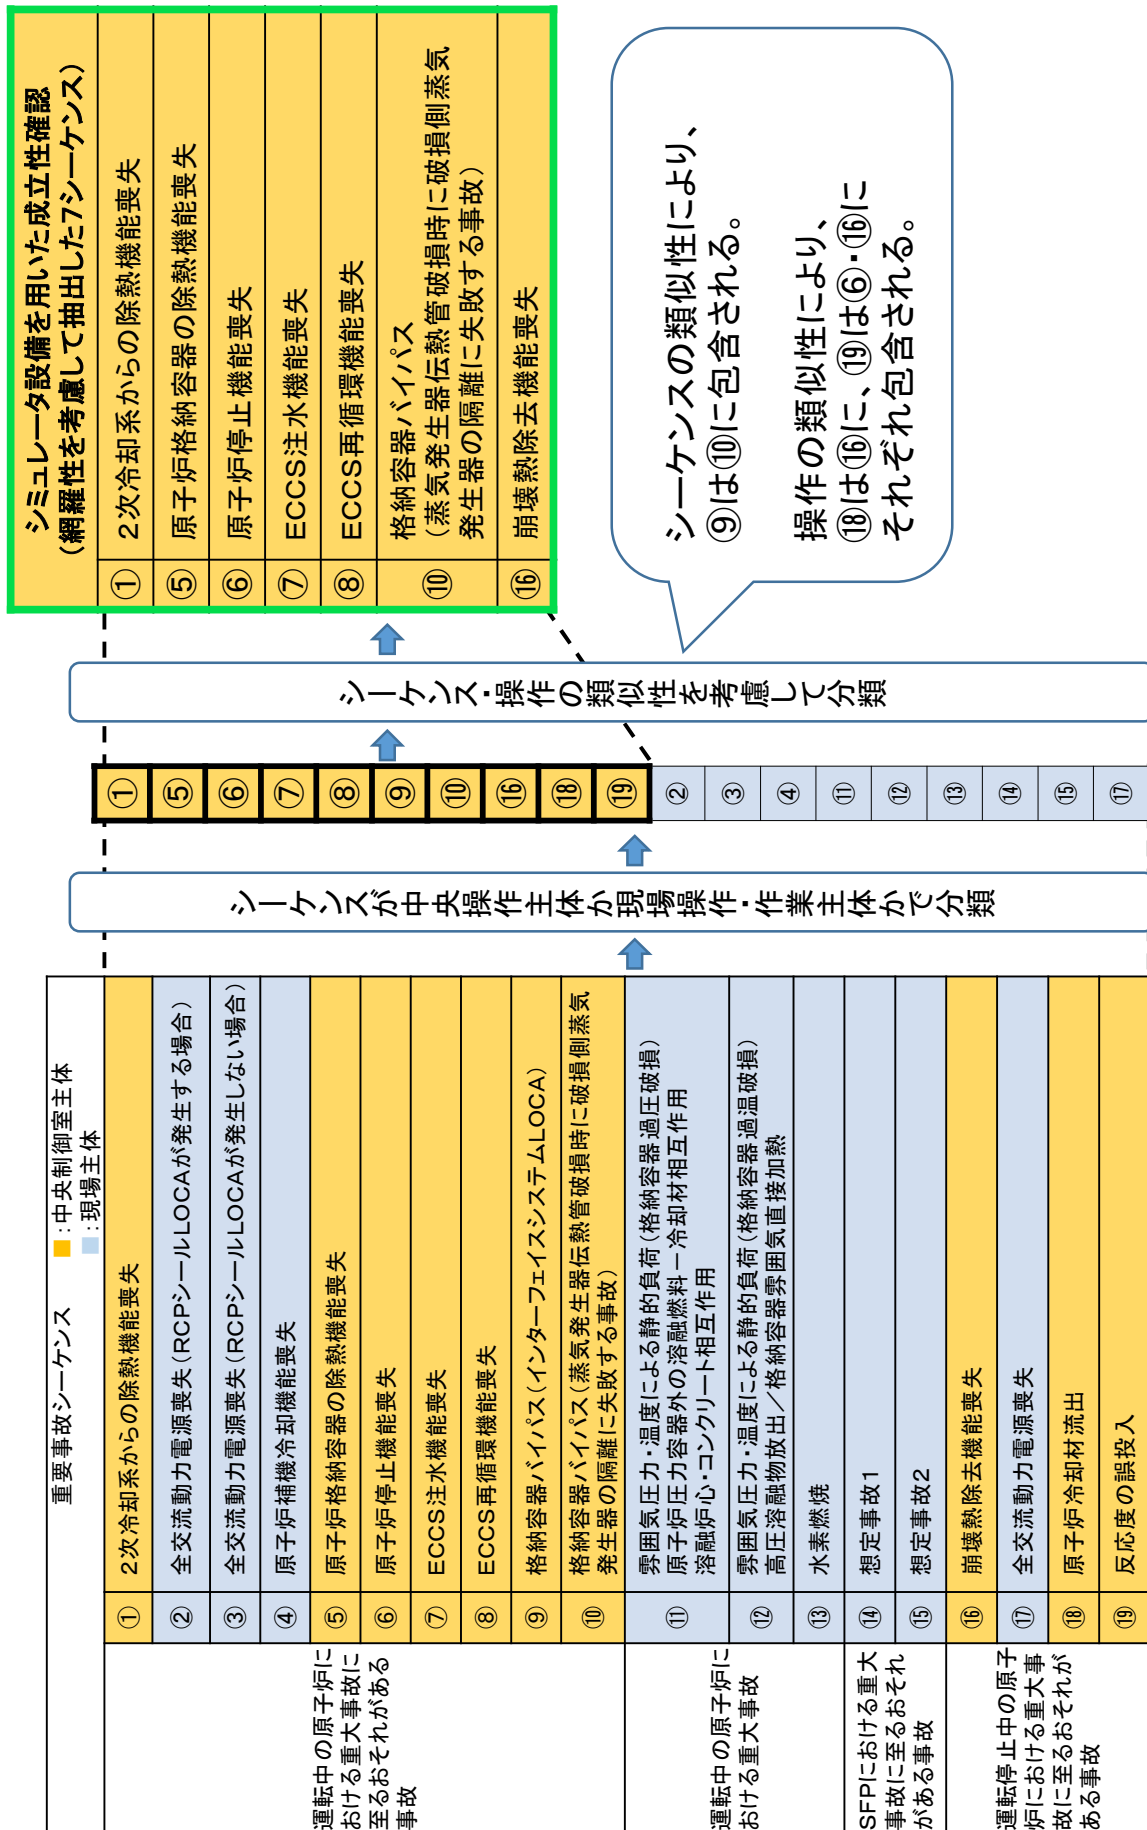 重要事故シーケンス
■:中央制御室主体
■:現場主体
運転中の原子炉に
おける重大事故に
至るおそれがある
事故
① 2次冷却系からの除熱機能喪失
② 全交流動力電源喪失(RCPシールLOCAが発生する場合)
③ 全交流動力電源喪失(RCPシールLOCAが発生しない場合)
④ 原子炉補機冷却機能喪失
⑤ 原子炉格納容器の除熱機能喪失
⑥ 原子炉停止機能喪失
⑦ ECCS注水機能喪失
⑧ ECCS再循環機能喪失
⑨ 格納容器バイパス(インターフェイスシステムLOCA)
⑩ 格納容器バイパス(蒸気発生器伝熱管破損時に破損側蒸気
発生器の隔離に失敗する事故)
運転中の原子炉に
おける重大事故
⑪ 雰囲気圧力・温度による静的負荷(格納容器過圧破損)
原子炉圧力容器外の溶融燃料-冷却材相互作用
溶融炉心・コンクリート相互作用
⑫ 雰囲気圧力・温度による静的負荷(格納容器過温破損)
高圧溶融物放出/格納容器雰囲気直接加熱
⑬ 水素燃焼
SFPにおける重大
事故に至るおそれ
がある事故
⑭ 想定事故1
⑮ 想定事故2
運転停止中の原子
炉における重大事
故に至るおそれが
ある事故
⑯ 崩壊熱除去機能喪失
⑰ 全交流動力電源喪失
⑱ 原子炉冷却材流出
⑲ 反応度の誤投入
シーケンスが中央操作主体か現場操作・作業主体かで分類
①
⑤
⑥
⑦
⑧
⑨
⑩
⑯
⑱
⑲
②
③
④
⑪
⑫
⑬
⑭
⑮
⑰
シーケンス・操作の類似性を考慮して分類
シミュレータ設備を用いた成立性確認
(網羅性を考慮して抽出した7シーケンス)
① 2次冷却系からの除熱機能喪失
⑤ 原子炉格納容器の除熱機能喪失
⑥ 原子炉停止機能喪失
⑦ ECCS注水機能喪失
⑧ ECCS再循環機能喪失
⑩ 格納容器バイパス
(蒸気発生器伝熱管破損時に破損側蒸気
発生器の隔離に失敗する事故)
⑯ 崩壊熱除去機能喪失
シーケンスの類似性により、
⑨は⑩に包含される。
操作の類似性により、
⑱は⑯に、⑲は⑥・⑯に
それぞれ包含される。